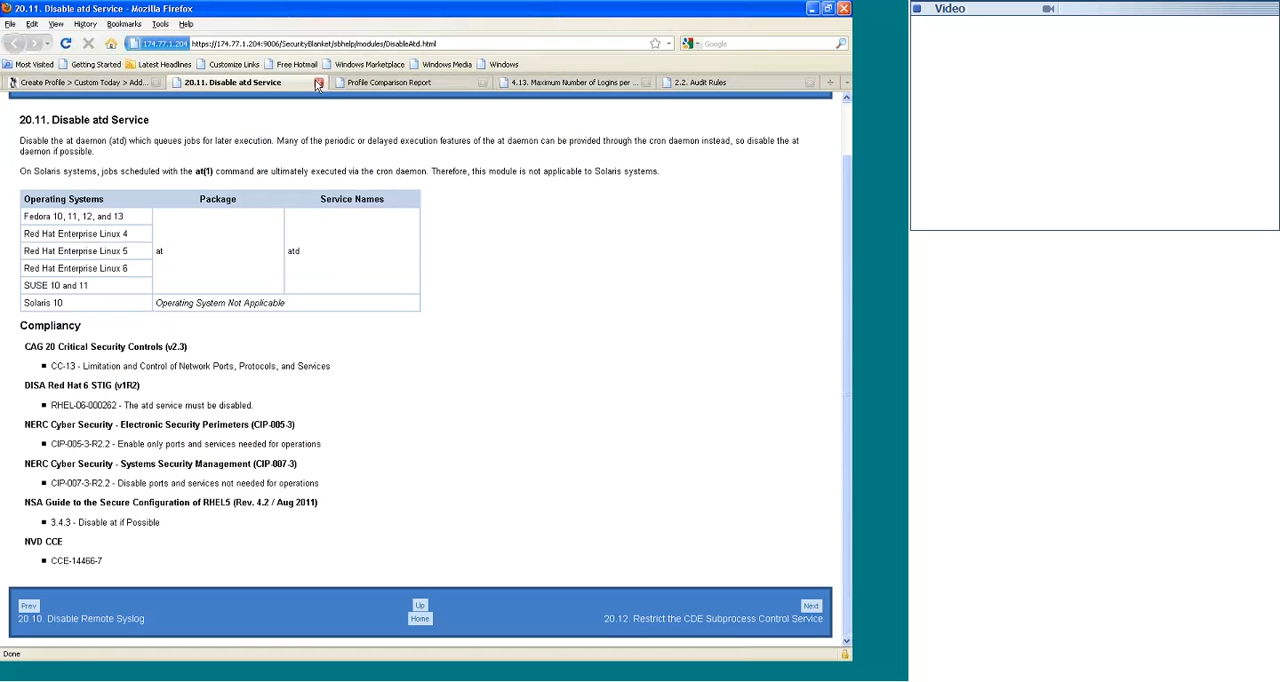 20.11. Disable atd Service - Mozilla Firefox
File Edit View History Bookmarks Tools Help
174.77.1.204 https://174.77.1.204:9006/SecurityBlanket/sbhelp/modules/DisableAtd.html Google
Most Visited Getting Started Latest Headlines Customize Links Free Hotmail Windows Marketplace Windows Media Windows
Create Profile > Custom Today > Add... 20.11. Disable atd Service Profile Comparison Report 4.13. Maximum Number of Logins per ... 2.2. Audit Rules
20.11. Disable atd Service
Disable the at daemon (atd) which queues jobs for later execution. Many of the periodic or delayed execution features of the at daemon can be provided through the cron daemon instead, so disable the at
daemon if possible.
On Solaris systems, jobs scheduled with the at(1) command are ultimately executed via the cron daemon. Therefore, this module is not applicable to Solaris systems.
Operating Systems Package Service Names
Fedora 10, 11, 12, and 13
Red Hat Enterprise Linux 4
Red Hat Enterprise Linux 5 at atd
Red Hat Enterprise Linux 6
SUSE 10 and 11
Solaris 10 Operating System Not Applicable
Compliancy
CAG 20 Critical Security Controls (v2.3)
CC-13 - Limitation and Control of Network Ports, Protocols, and Services
DISA Red Hat 6 STIG (v1R2)
RHEL-06-000262 - The atd service must be disabled.
NERC Cyber Security - Electronic Security Perimeters (CIP-005-3)
CIP-005-3-R2.2 - Enable only ports and services needed for operations
NERC Cyber Security - Systems Security Management (CIP-007-3)
CIP-007-3-R2.2 - Disable ports and services not needed for operations
NSA Guide to the Secure Configuration of RHEL5 (Rev. 4.2 / Aug 2011)
3.4.3 - Disable at if Possible
NVD CCE
CCE-14466-7
Prev Up Next
20.10. Disable Remote Syslog Home 20.12. Restrict the CDE Subprocess Control Service
Done
Video